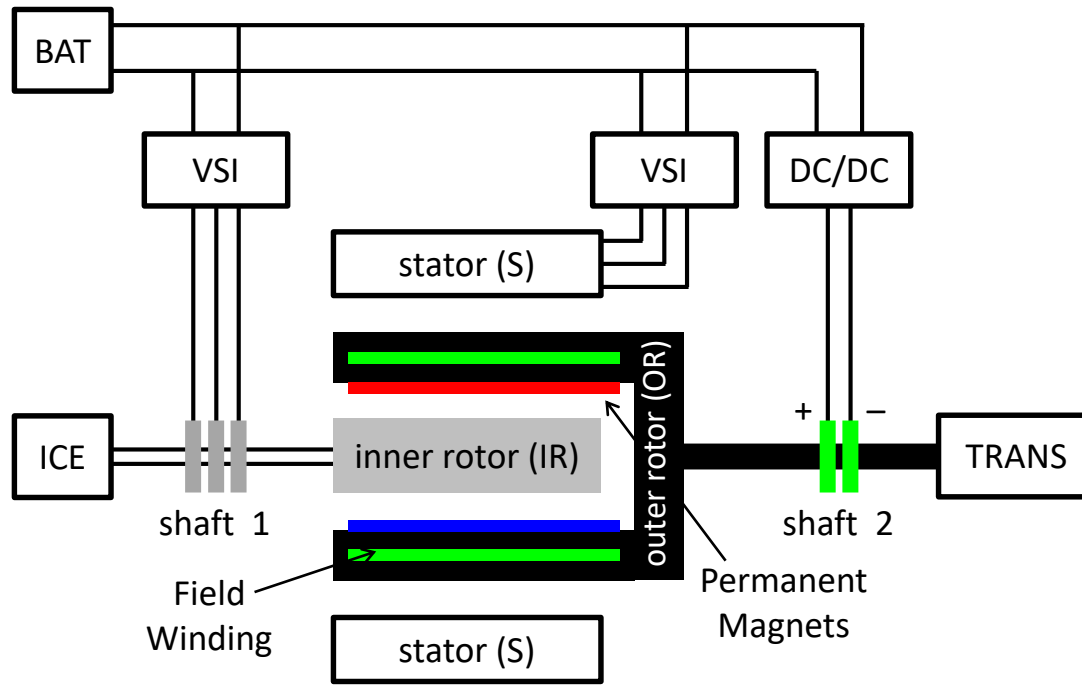 BAT
VSI
VSI
DC/DC
stator (S)
outer rotor (OR)
+
–
ICE
inner rotor (IR)
TRANS
shaft 1
shaft 2
Field
Winding
Permanent
Magnets
stator (S)